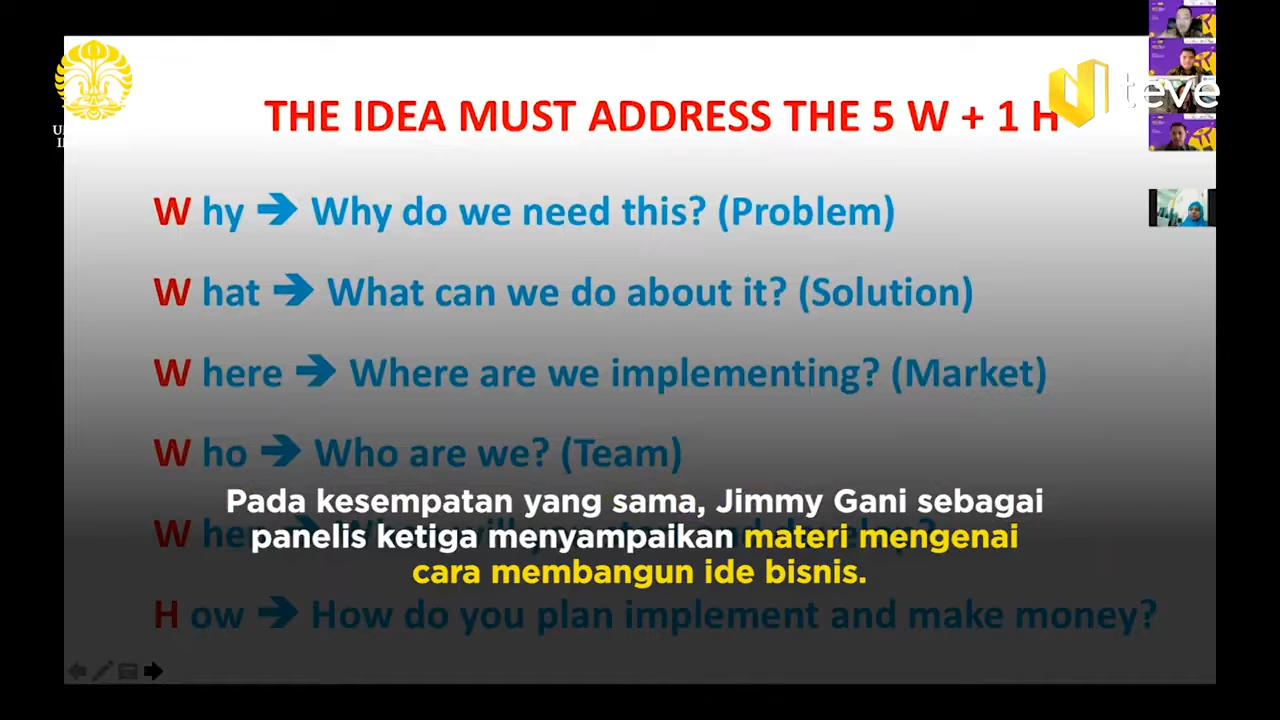 THE IDEA MUST ADDRESS THE 5 W + 1 H
teve
W hy ➔ Why do we need this? (Problem)
W hat ➔ What can we do about it? (Solution)
W here ➔ Where are we implementing? (Market)
W ho ➔ Who are we? (Team)
Pada kesempatan yang sama, Jimmy Gani sebagai
panelis ketiga menyampaikan materi mengenai
cara membangun ide bisnis.
H ow ➔ How do you plan implement and make money?